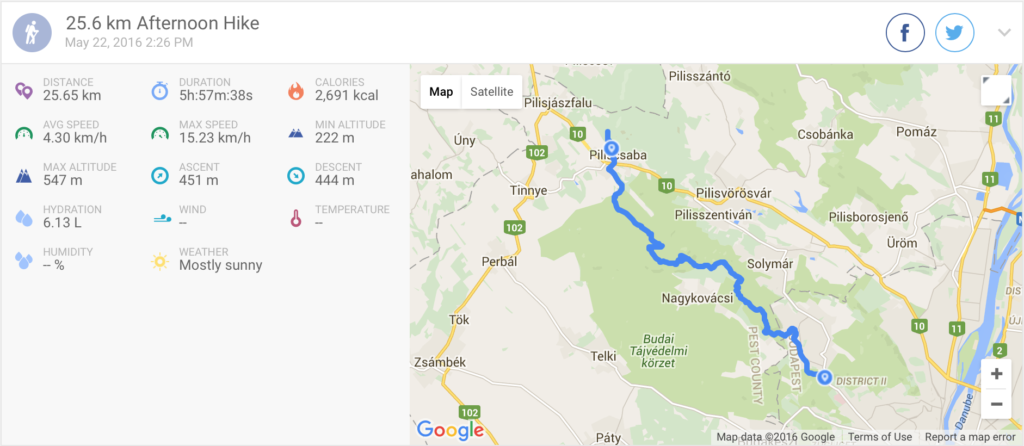 25.6 km Afternoon Hike
May 22, 2016 2:26 PM
DISTANCE
25.65 km
DURATION
5h:57m:38s
CALORIES
2,691 kcal
AVG SPEED
4.30 km/h
MAX SPEED
15.23 km/h
MIN ALTITUDE
222 m
MAX ALTITUDE
547 m
ASCENT
451 m
DESCENT
444 m
HYDRATION
6.13 L
WIND
--
TEMPERATURE
--
HUMIDITY
-- %
WEATHER
Mostly sunny
Map
Satellite
Pilisszántó
Pilisjászfalu
11
10
Csobánka
Pomáz
Úny
102
ahalom
11
10
Tinnye
Pilisvörösvár
Pilisszentiván
Pilisborosjenő
102
Üröm
Perbál
Solymár
Nagykovácsi
DIS
Tök
10
11
ÚJ
Budai
Tájvédelmi
körzet
PEST COUNTY
BUDAPEST
2
Telki
Zsámbék
DISTRICT II
+
−
102
Danube
Páty
Google
Map data ©2016 Google
Terms of Use
Report a map error